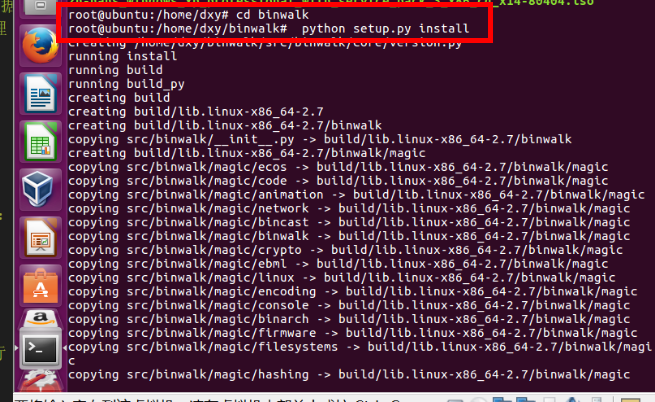 _x14-80404.iso
root@ubuntu:/home/dxy# cd binwalk
root@ubuntu:/home/dxy/binwalk#  python setup.py install
creating /home/dxy/binwalk/src/binwalk/core/version.py
running install
running build
running build_py
creating build
creating build/lib.linux-x86_64-2.7
creating build/lib.linux-x86_64-2.7/binwalk
copying src/binwalk/__init__.py -> build/lib.linux-x86_64-2.7/binwalk
creating build/lib.linux-x86_64-2.7/binwalk/magic
copying src/binwalk/magic/ecos -> build/lib.linux-x86_64-2.7/binwalk/magic
copying src/binwalk/magic/code -> build/lib.linux-x86_64-2.7/binwalk/magic
copying src/binwalk/magic/animation -> build/lib.linux-x86_64-2.7/binwalk/magic
copying src/binwalk/magic/network -> build/lib.linux-x86_64-2.7/binwalk/magic
copying src/binwalk/magic/bincast -> build/lib.linux-x86_64-2.7/binwalk/magic
copying src/binwalk/magic/binwalk -> build/lib.linux-x86_64-2.7/binwalk/magic
copying src/binwalk/magic/crypto -> build/lib.linux-x86_64-2.7/binwalk/magic
copying src/binwalk/magic/ebml -> build/lib.linux-x86_64-2.7/binwalk/magic
copying src/binwalk/magic/linux -> build/lib.linux-x86_64-2.7/binwalk/magic
copying src/binwalk/magic/encoding -> build/lib.linux-x86_64-2.7/binwalk/magic
copying src/binwalk/magic/console -> build/lib.linux-x86_64-2.7/binwalk/magic
copying src/binwalk/magic/binarch -> build/lib.linux-x86_64-2.7/binwalk/magic
copying src/binwalk/magic/firmware -> build/lib.linux-x86_64-2.7/binwalk/magic
copying src/binwalk/magic/filesystems -> build/lib.linux-x86_64-2.7/binwalk/magi
c
copying src/binwalk/magic/hashing -> build/lib.linux-x86_64-2.7/binwalk/magic